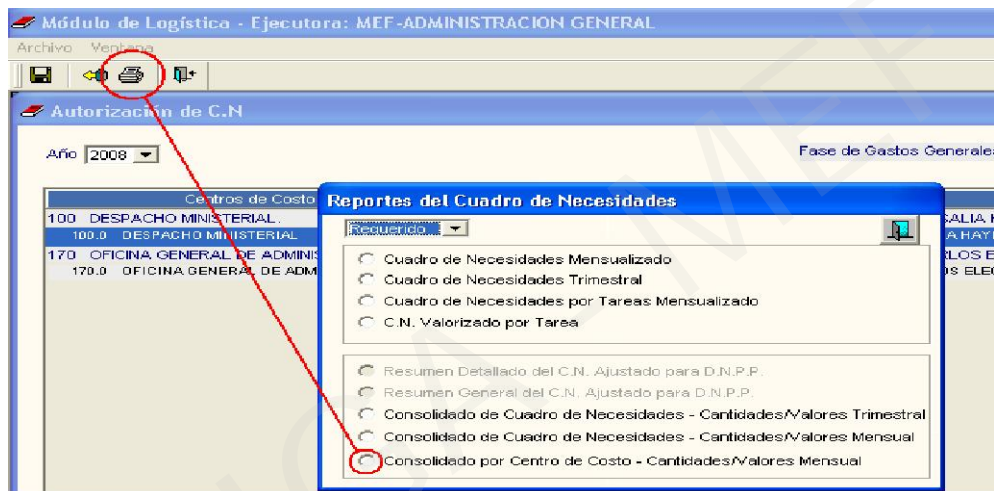 Módulo de Logística - Ejecutora: MEF-ADMINISTRACION GENERAL
Archivo Ventana
Autorización de C.N
Año 2008
Fase de Gastos Generales
Centros de Costo
100 DESPACHO MINISTERIAL.
100.0 DESPACHO MINISTERIAL
170 OFICINA GENERAL DE ADMINIS
170.0 OFICINA GENERAL DE ADM
Reportes del Cuadro de Necesidades
Requerido
Cuadro de Necesidades Mensualizado
Cuadro de Necesidades Trimestral
Cuadro de Necesidades por Tareas Mensualizado
C.N. Valorizado por Tarea
Resumen Detallado del C.N. Ajustado para D.N.P.P.
Resumen General del C.N. Ajustado para D.N.P.P.
Consolidado de Cuadro de Necesidades - Cantidades/Valores Trimestral
Consolidado de Cuadro de Necesidades - Cantidades/Valores Mensual
Consolidado por Centro de Costo - Cantidades/Valores Mensual
MEF